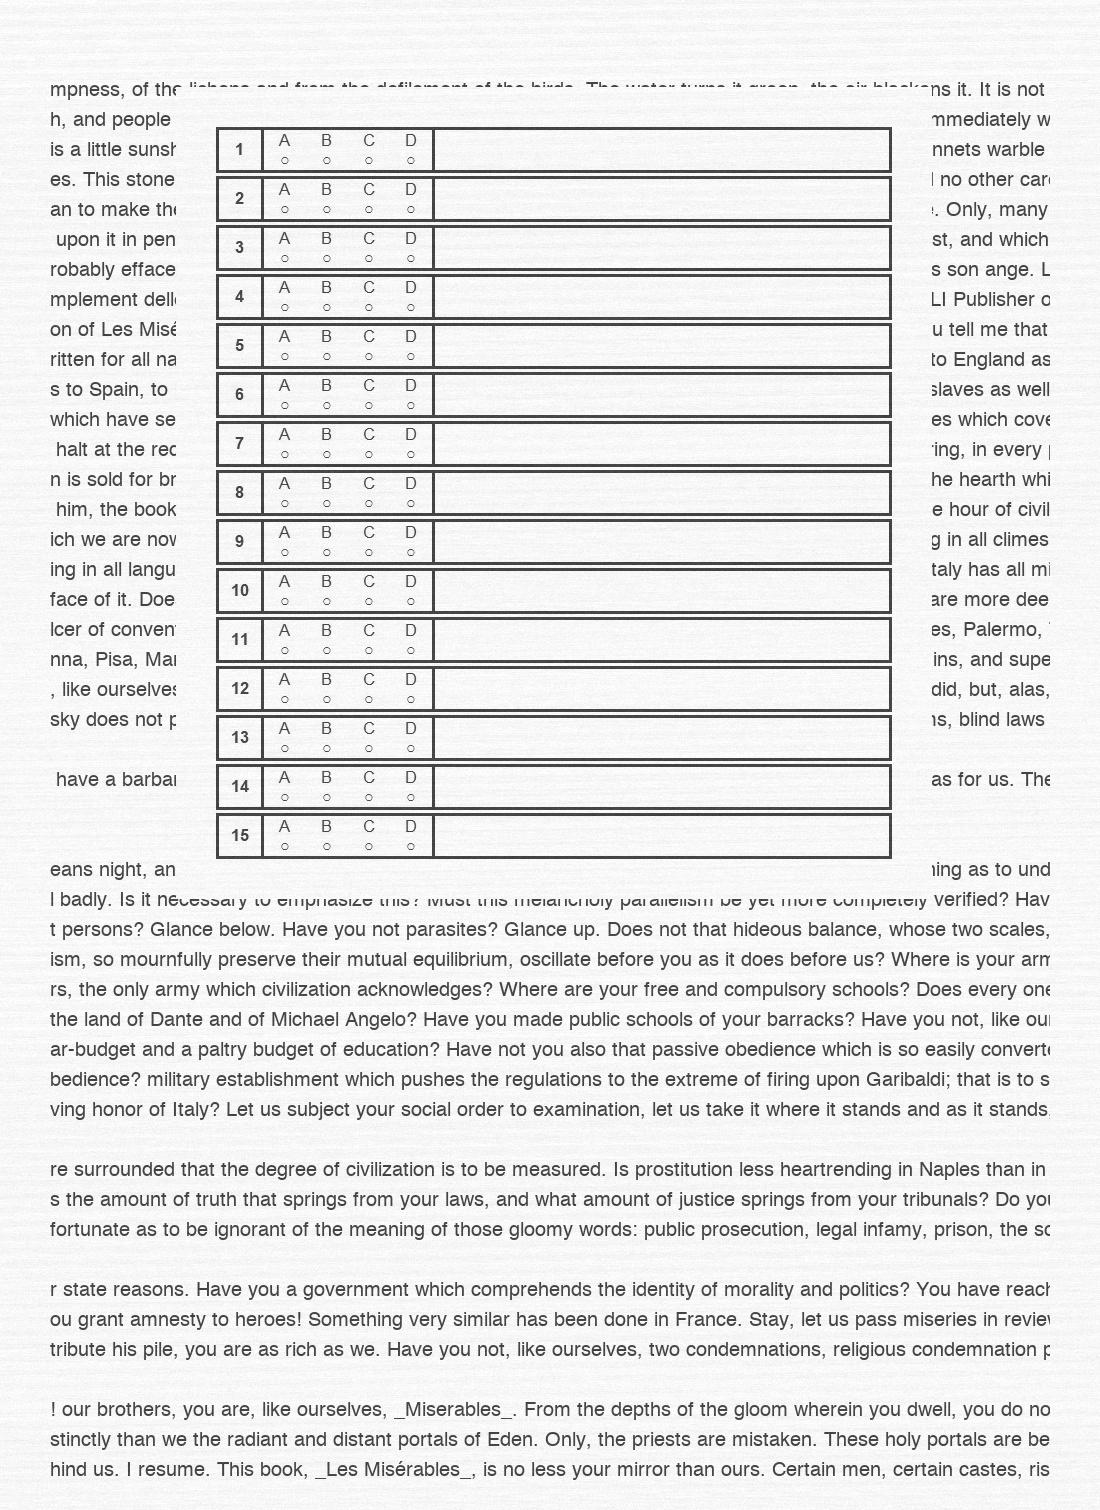 mpness, of the lichens and from the defilement of the birds. The water turns it green, the air blackens it. It is not
h, and people mmediately w
is a little sunsh nnets warble
es. This stone no other care
an to make the . Only, many
upon it in pen st, and which
robably efface s son ange. L
mplement dell LI Publisher o
on of Les Misé u tell me that
ritten for all na to England as
s to Spain, to slaves as well
which have se es which cove
halt at the rec ring, in every
n is sold for br he hearth whi
him, the book e hour of civil
ich we are now g in all climes
ing in all langu taly has all mi
face of it. Doe are more dee
lcer of convent es, Palermo,
nna, Pisa, Man ins, and supe
, like ourselves did, but, alas,
sky does not p ns, blind laws
have a barbar as for us. The
eans night, an ning as to und
1 A B C D
2 A B C D
3 A B C D
4 A B C D
5 A B C D
6 A B C D
7 A B C D
8 A B C D
9 A B C D
10 A B C D
11 A B C D
12 A B C D
13 A B C D
14 A B C D
15 A B C D
l badly. Is it necessary to emphasize this? Must this melancholy parallelism be yet more completely verified? Hav
t persons? Glance below. Have you not parasites? Glance up. Does not that hideous balance, whose two scales,
ism, so mournfully preserve their mutual equilibrium, oscillate before you as it does before us? Where is your arm
rs, the only army which civilization acknowledges? Where are your free and compulsory schools? Does every one
the land of Dante and of Michael Angelo? Have you made public schools of your barracks? Have you not, like our
ar-budget and a paltry budget of education? Have not you also that passive obedience which is so easily converte
bedience? military establishment which pushes the regulations to the extreme of firing upon Garibaldi; that is to s
ving honor of Italy? Let us subject your social order to examination, let us take it where it stands and as it stands,
re surrounded that the degree of civilization is to be measured. Is prostitution less heartrending in Naples than in
s the amount of truth that springs from your laws, and what amount of justice springs from your tribunals? Do you
fortunate as to be ignorant of the meaning of those gloomy words: public prosecution, legal infamy, prison, the sc
r state reasons. Have you a government which comprehends the identity of morality and politics? You have reach
ou grant amnesty to heroes! Something very similar has been done in France. Stay, let us pass miseries in review
tribute his pile, you are as rich as we. Have you not, like ourselves, two condemnations, religious condemnation p
! our brothers, you are, like ourselves, _Miserables_. From the depths of the gloom wherein you dwell, you do no
stinctly than we the radiant and distant portals of Eden. Only, the priests are mistaken. These holy portals are be
hind us. I resume. This book, _Les Misérables_, is no less your mirror than ours. Certain men, certain castes, ris